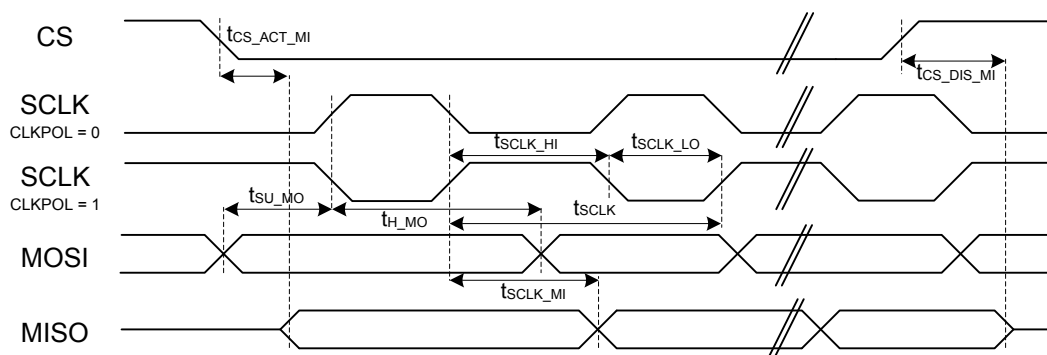 CS
tCS_ACT_MI
tCS_DIS_MI
SCLK
CLKPOL = 0
tSCLK_HI
tSCLK_LO
SCLK
CLKPOL = 1
tSU_MO
tH_MO
tSCLK
MOSI
tSCLK_MI
MISO